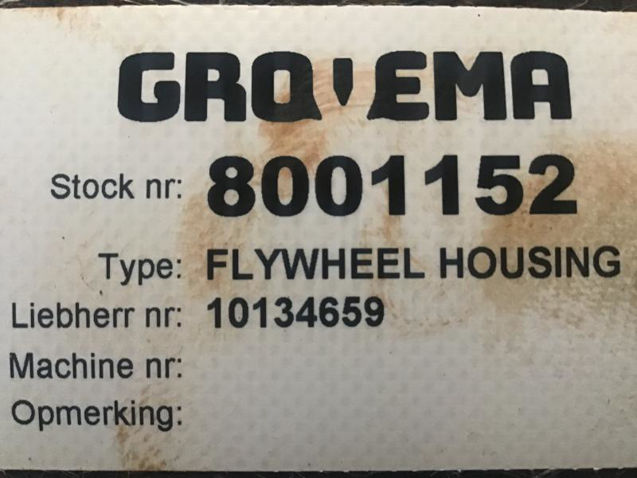 GROVEMA
Stock nr: 8001152
Type: FLYWHEEL HOUSING
Liebherr nr: 10134659
Machine nr:
Opmerking: